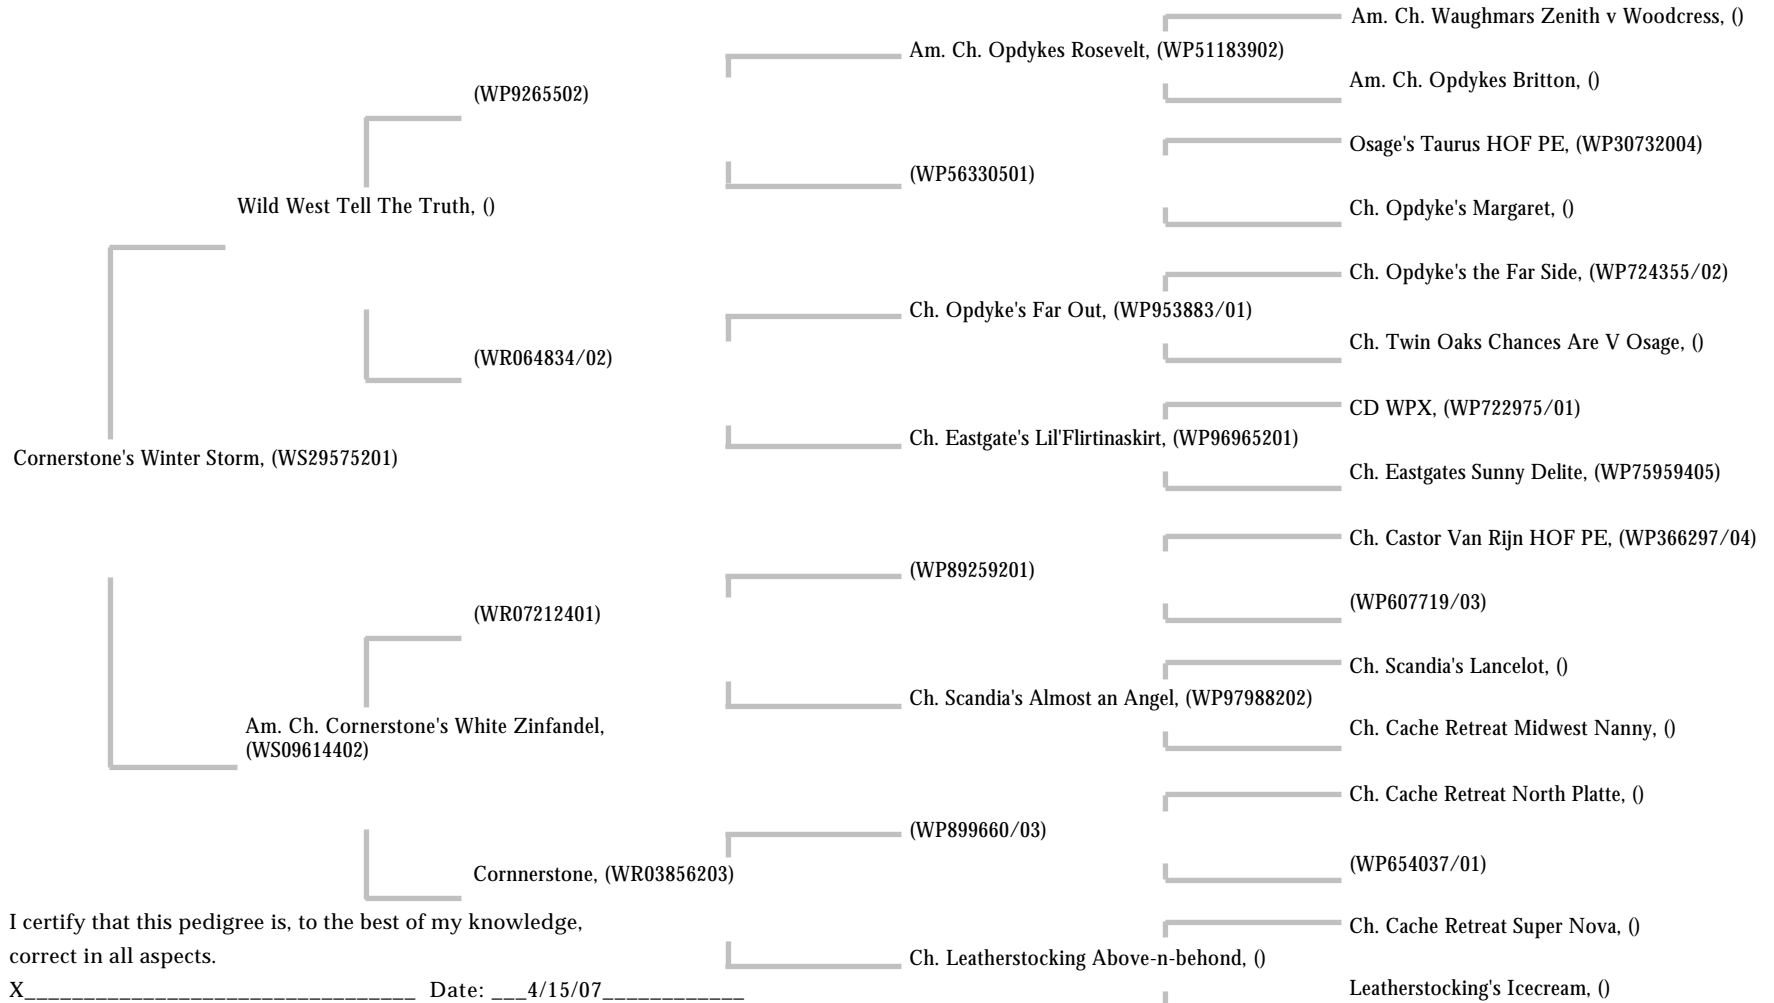 Am. Ch. Waughmars Zenith v Woodcress, ()
Am. Ch. Opdykes Rosevelt, (WP51183902)
Am. Ch. Opdykes Britton, ()
(WP9265502)
Osage's Taurus HOF PE, (WP30732004)
(WP56330501)
Ch. Opdyke's Margaret, ()
Wild West Tell The Truth, ()
Ch. Opdyke's the Far Side, (WP724355/02)
Ch. Opdyke's Far Out, (WP953883/01)
Ch. Twin Oaks Chances Are V Osage, ()
(WR064834/02)
CD WPX, (WP722975/01)
Ch. Eastgate's Lil'Flirtinaskirt, (WP96965201)
Ch. Eastgates Sunny Delite, (WP75959405)
Cornerstone's Winter Storm, (WS29575201)
Ch. Castor Van Rijn HOF PE, (WP366297/04)
(WP89259201)
(WP607719/03)
(WR07212401)
Ch. Scandia's Lancelot, ()
Ch. Scandia's Almost an Angel, (WP97988202)
Ch. Cache Retreat Midwest Nanny, ()
Am. Ch. Cornerstone's White Zinfandel,
(WS09614402)
Ch. Cache Retreat North Platte, ()
(WP899660/03)
(WP654037/01)
Cornnerstone, (WR03856203)
Ch. Cache Retreat Super Nova, ()
Ch. Leatherstocking Above-n-behond, ()
Leatherstocking's Icecream, ()
I certify that this pedigree is, to the best of my knowledge,
correct in all aspects.
X_________________________________ Date: ___4/15/07____________